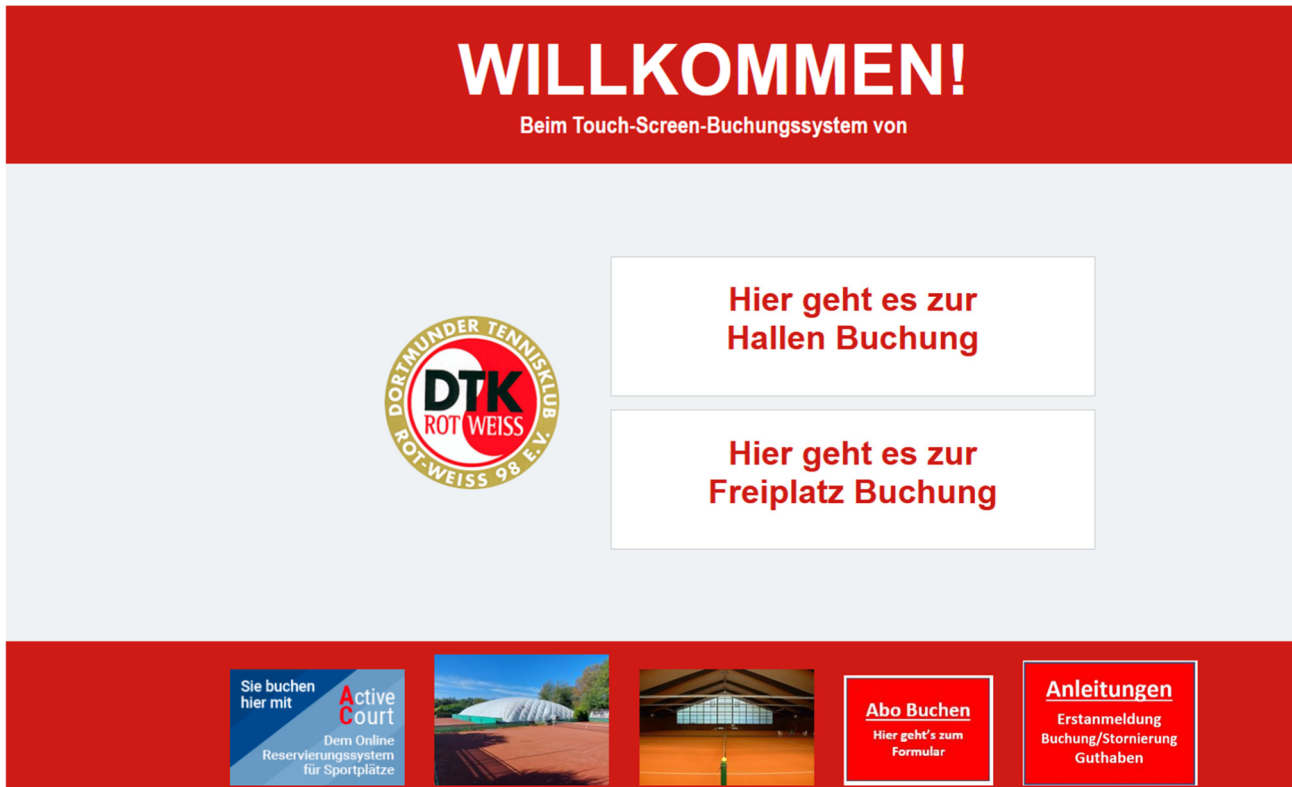 WILLKOMMEN!
Beim Touch-Screen-Buchungssystem von
DORTMUNDER TENNISKLUB
DTK
ROT WEISS
ROT-WEISS 98 E.V.
Hier geht es zur
Hallen Buchung
Hier geht es zur
Freiplatz Buchung
Sie buchen
hier mit
Active
Court
Dem Online
Reservierungssystem
für Sportplätze
Abo Buchen
Hier geht's zum
Formular
Anleitungen
Erstanmeldung
Buchung/Stornierung
Guthaben